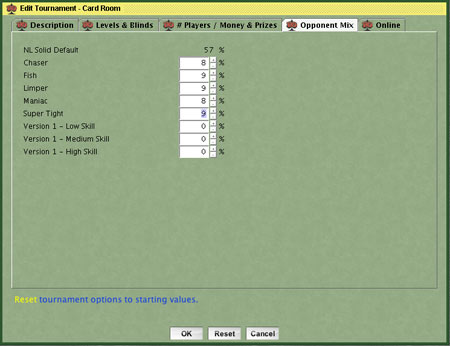 Edit Tournament - Card Room
Description Levels & Blinds # Players / Money & Prizes Opponent Mix Online
NL Solid Default 57 %
Chaser 8 %
Fish 9 %
Limper 9 %
Maniac 8 %
Super Tight 9 %
Version 1 - Low Skill 0 %
Version 1 - Medium Skill 0 %
Version 1 - High Skill 0 %
Reset tournament options to starting values.
OK Reset Cancel